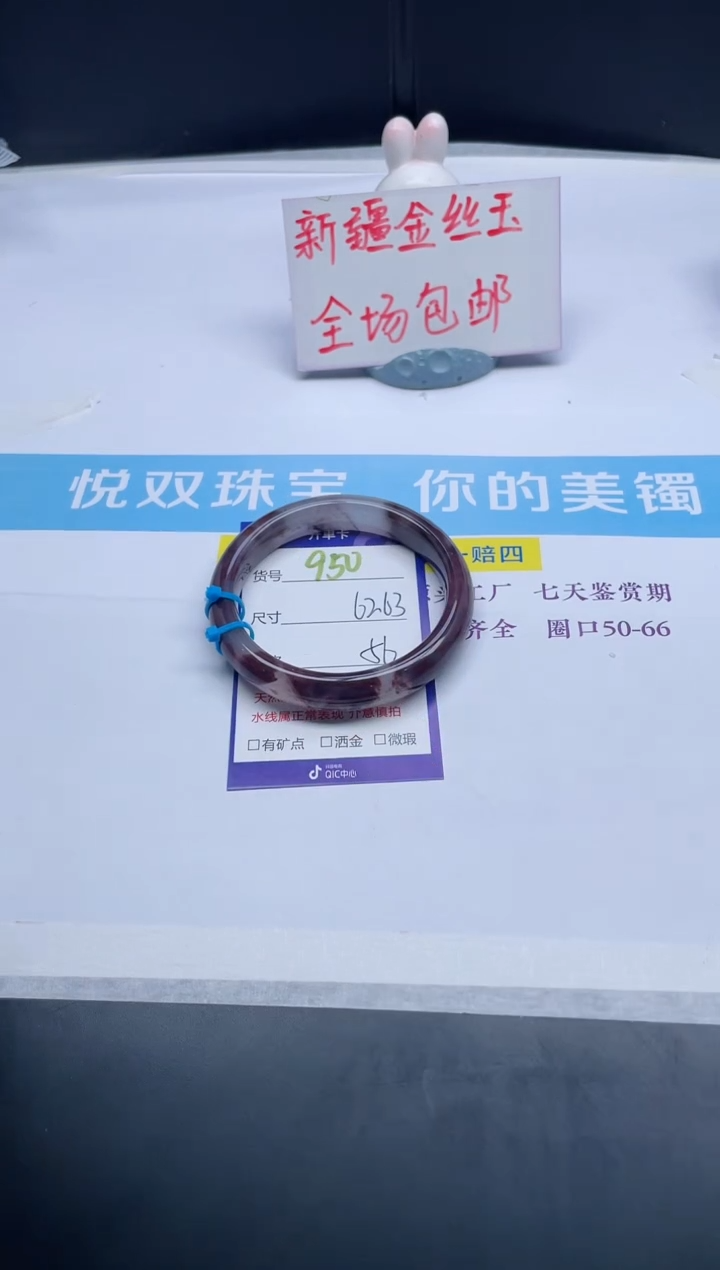 新疆金丝玉
全场包邮
悦双珠宝 你的美镯
赔四
货号 950
工厂 七天鉴赏期
尺寸 62-63
齐全 圈口50-66
56
水线属正常表现 介意慎拍
□有矿点 □洒金 □微瑕
QIC中心